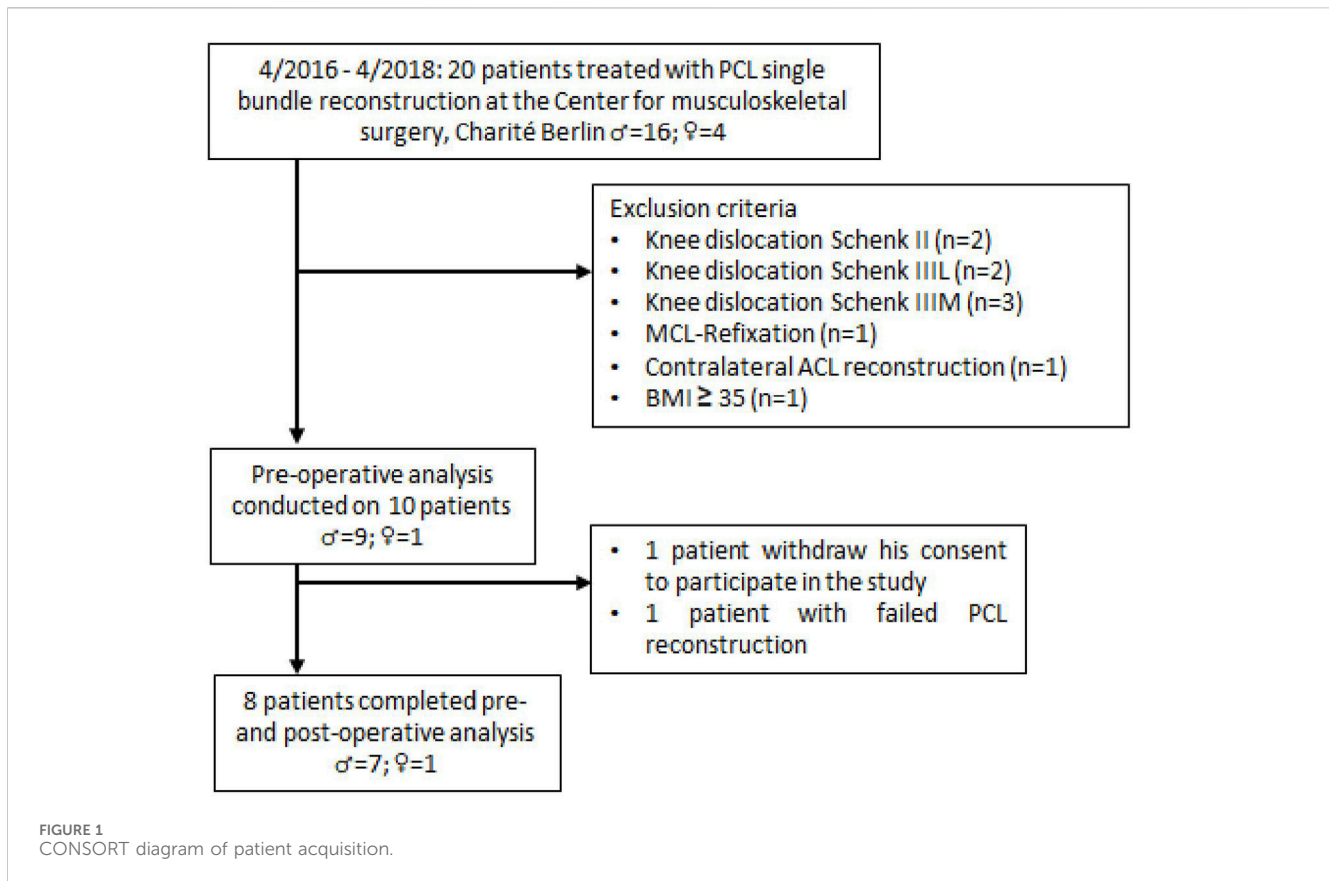 4/2016 - 4/2018: 20 patients treated with PCL single
bundle reconstruction at the Center for musculoskeletal
surgery, Charité Berlin ♂=16; ♀=4
Exclusion criteria
• Knee dislocation Schenk II (n=2)
• Knee dislocation Schenk IIIL (n=2)
• Knee dislocation Schenk IIIM (n=3)
• MCL-Refixation (n=1)
• Contralateral ACL reconstruction (n=1)
• BMI ≥ 35 (n=1)
Pre-operative analysis
conducted on 10 patients
♂=9; ♀=1
• 1 patient withdraw his consent
to participate in the study
• 1 patient with failed PCL
reconstruction
8 patients completed pre-
and post-operative analysis
♂=7; ♀=1
FIGURE 1
CONSORT diagram of patient acquisition.